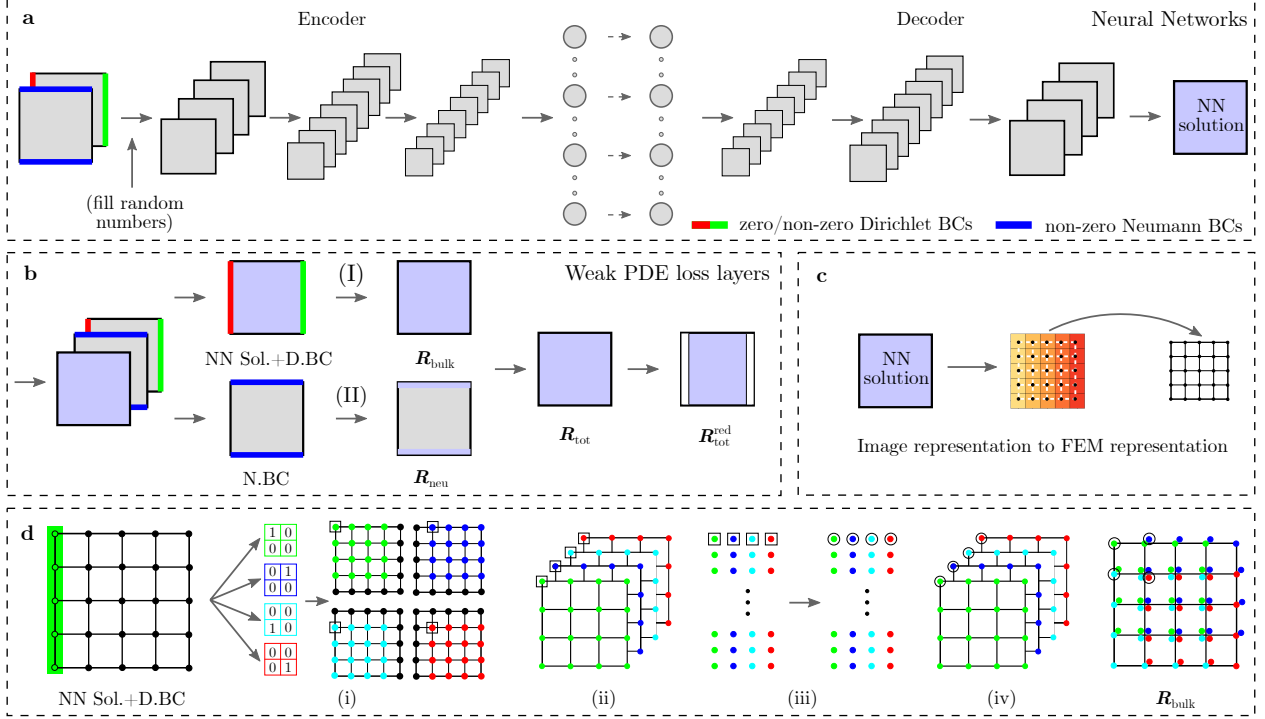 a
Encoder
Decoder
Neural Networks
NN
solution
(fill random
numbers)
zero/non-zero Dirichlet BCs
non-zero Neumann BCs
b
(I)
Weak PDE loss layers
NN Sol.+D.BC
R_bulk
(II)
N.BC
R_neu
R_tot
R_tot^red
c
NN
solution
Image representation to FEM representation
d
1 0
0 0
0 1
0 0
0 0
1 0
0 0
0 1
NN Sol.+D.BC
(i)
(ii)
(iii)
(iv)
R_bulk